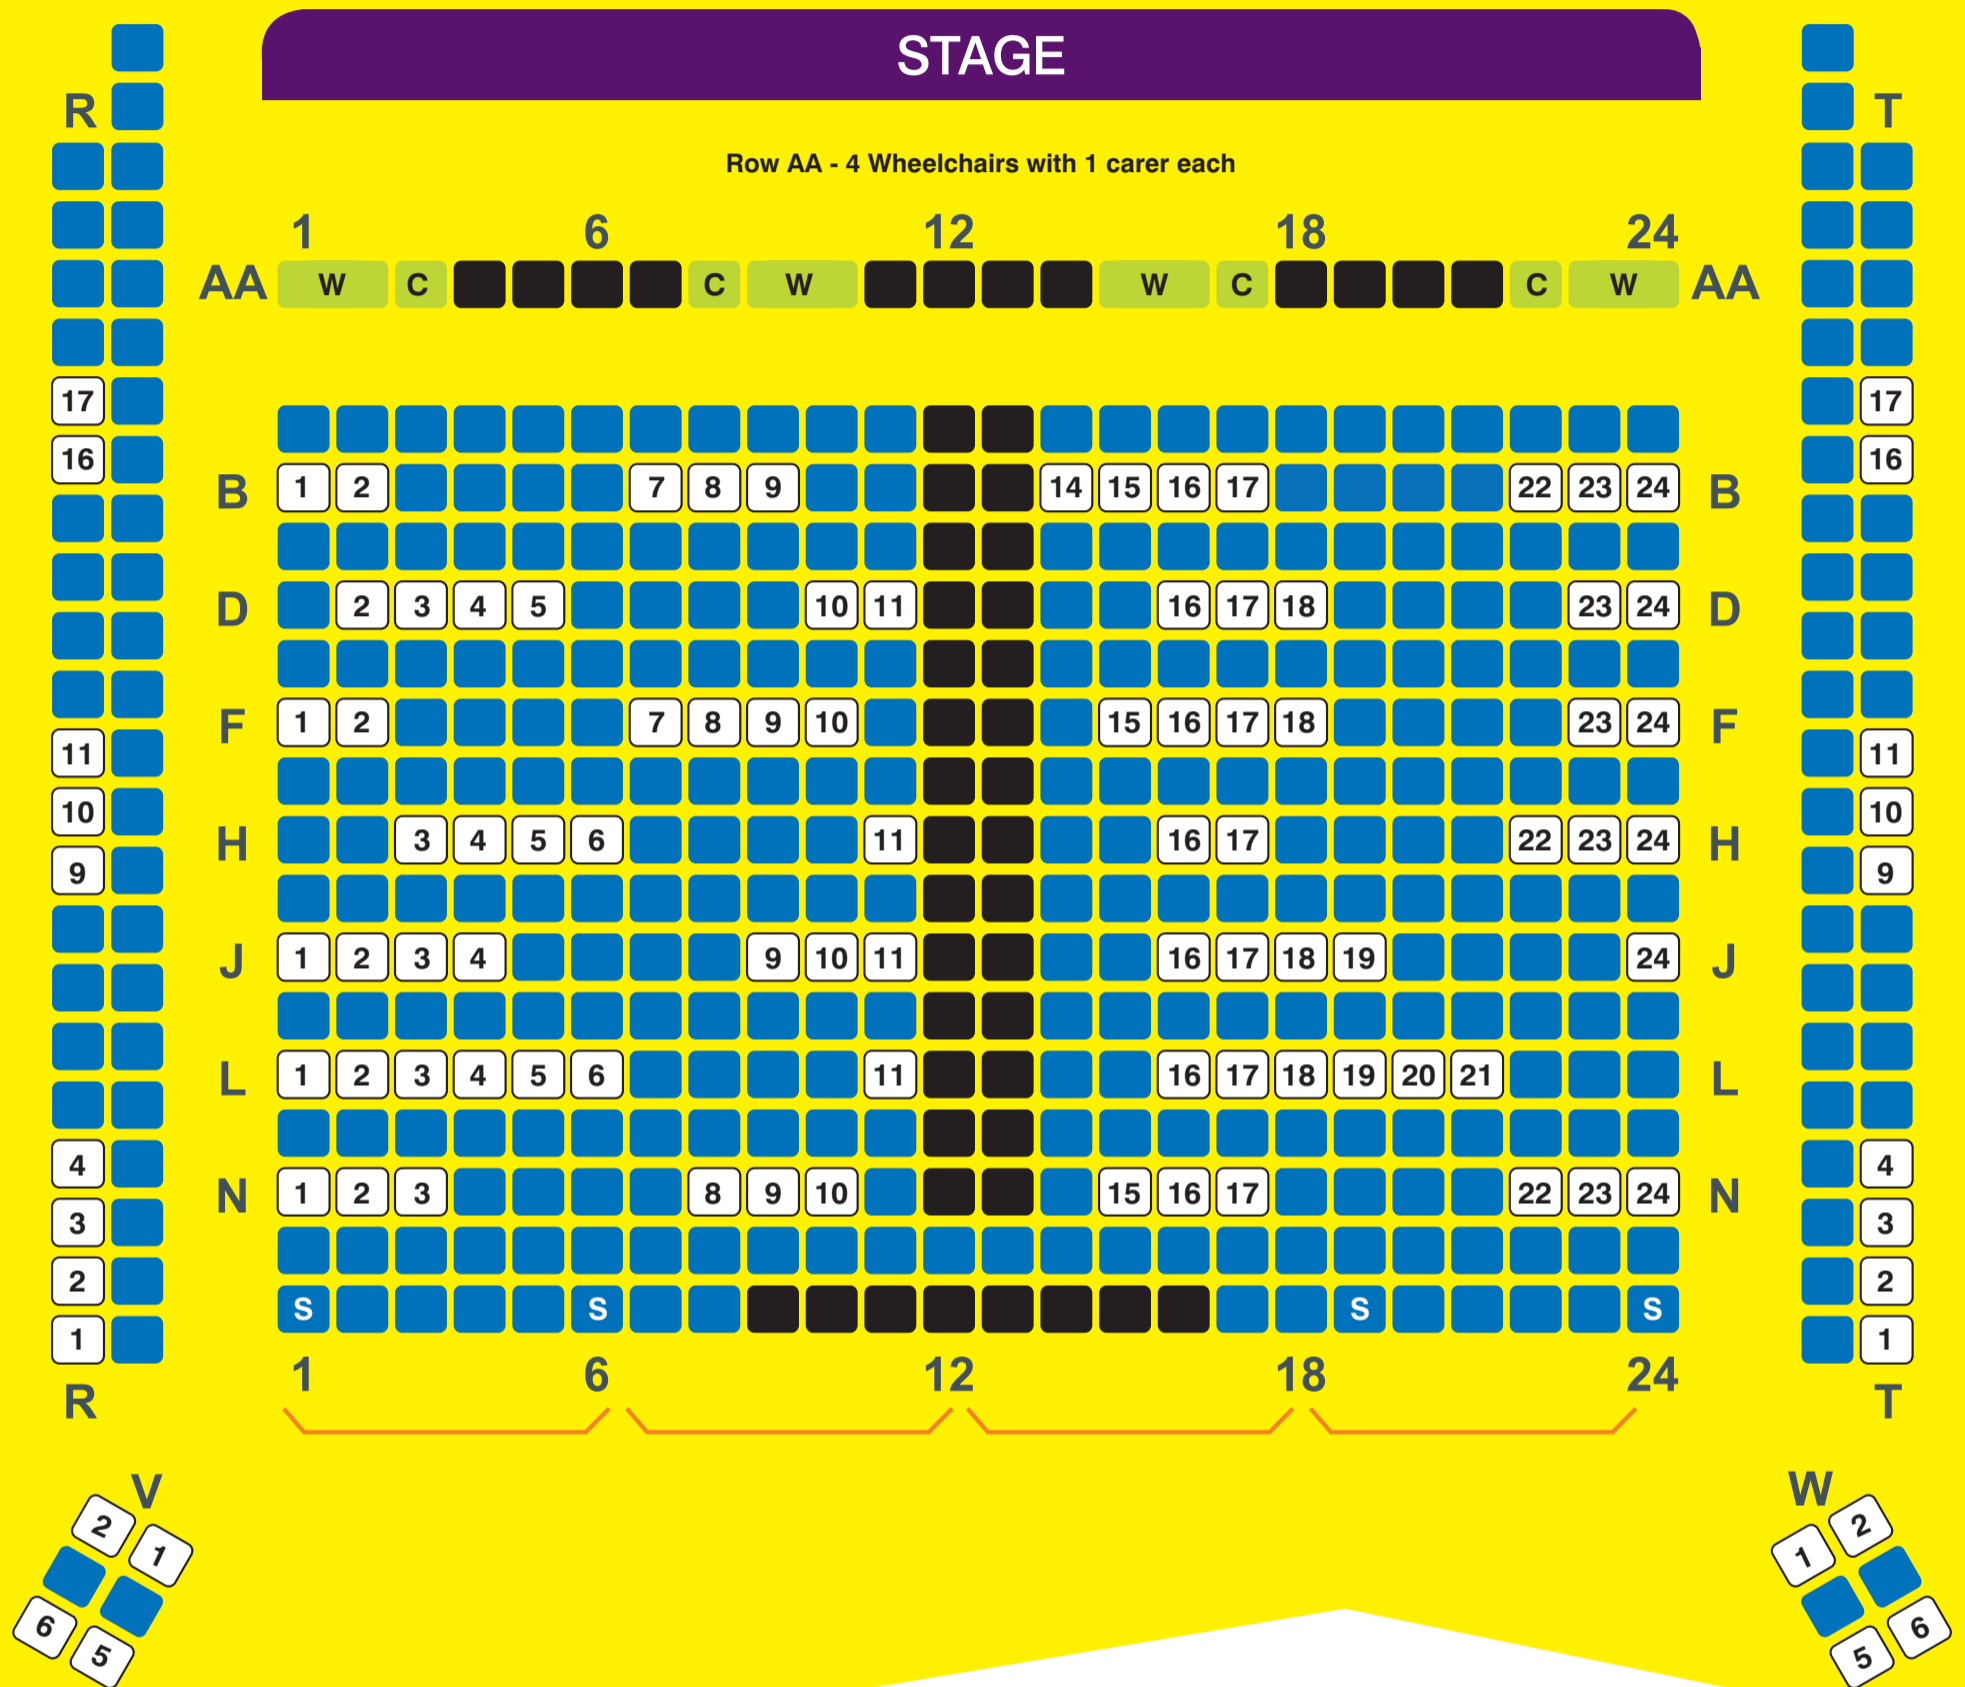 STAGE
R T
Row AA - 4 Wheelchairs with 1 carer each
1 6 12 18 24
AA W C C W W C C W AA
17 17
16 16
B 1 2 7 8 9 14 15 16 17 22 23 24 B
D 2 3 4 5 10 11 16 17 18 23 24 D
F 1 2 7 8 9 10 15 16 17 18 23 24 F
11 11
10 10
H 3 4 5 6 11 16 17 22 23 24 H
9 9
J 1 2 3 4 9 10 11 16 17 18 19 24 J
L 1 2 3 4 5 6 11 16 17 18 19 20 21 L
4 4
N 1 2 3 8 9 10 15 16 17 22 23 24 N
3 3
2 2
S S S S
1 1
1 6 12 18 24
R T
V W
2 1 1 2
6 5 5 6